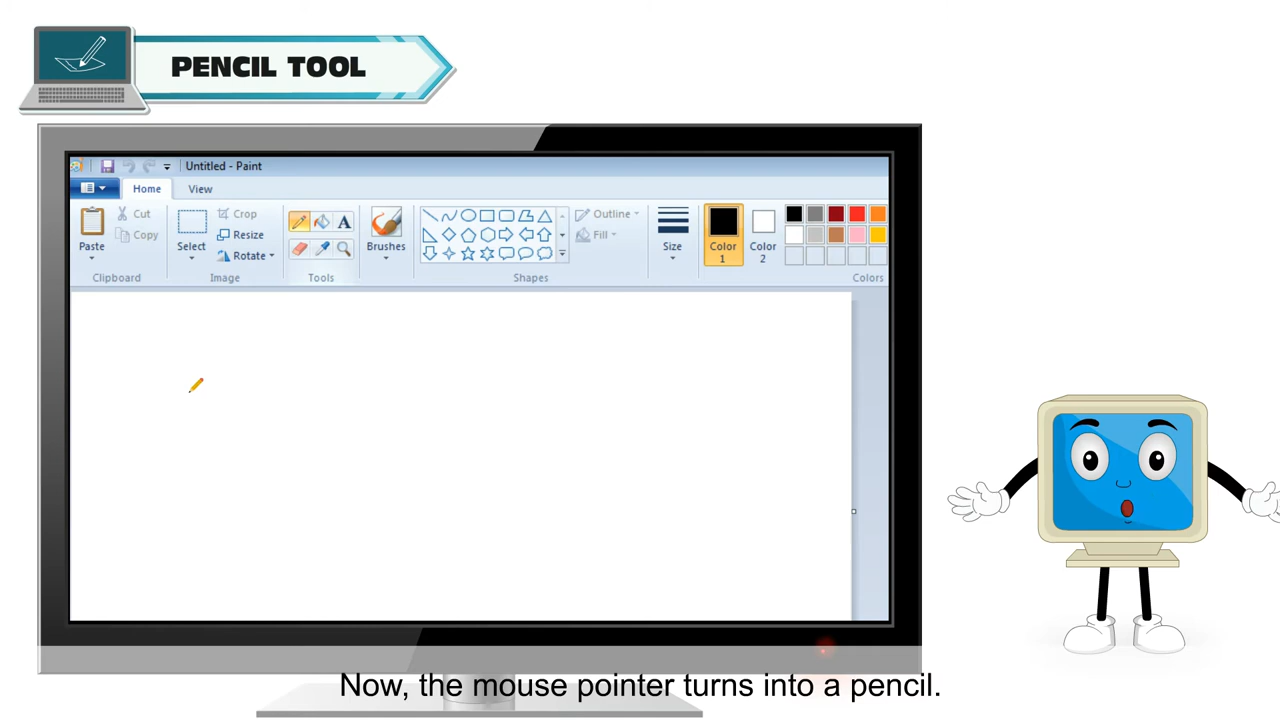 PENCIL TOOL
Untitled - Paint
Home View
Cut
Copy
Paste
Clipboard
Select
Crop
Resize
Rotate
Image
A
Tools
Brushes
Outline
Fill
Shapes
Size
Color
1
Color
2
Colors
Now, the mouse pointer turns into a pencil.